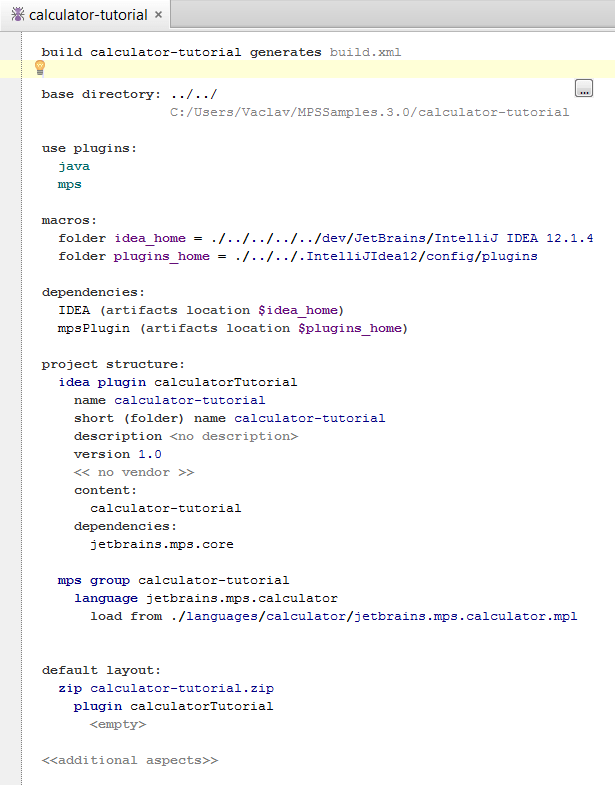 calculator-tutorial ×
build calculator-tutorial generates build.xml
base directory: ../../
...
C:/Users/Vaclav/MPSSamples.3.0/calculator-tutorial
use plugins:
java
mps
macros:
folder idea_home = ./../../../../dev/JetBrains/IntelliJ IDEA 12.1.4
folder plugins_home = ./../../.IntelliJIdea12/config/plugins
dependencies:
IDEA (artifacts location $idea_home)
mpsPlugin (artifacts location $plugins_home)
project structure:
idea plugin calculatorTutorial
name calculator-tutorial
short (folder) name calculator-tutorial
description <no description>
version 1.0
<< no vendor >>
content:
calculator-tutorial
dependencies:
jetbrains.mps.core
mps group calculator-tutorial
language jetbrains.mps.calculator
load from ./languages/calculator/jetbrains.mps.calculator.mpl
default layout:
zip calculator-tutorial.zip
plugin calculatorTutorial
<empty>
<<additional aspects>>